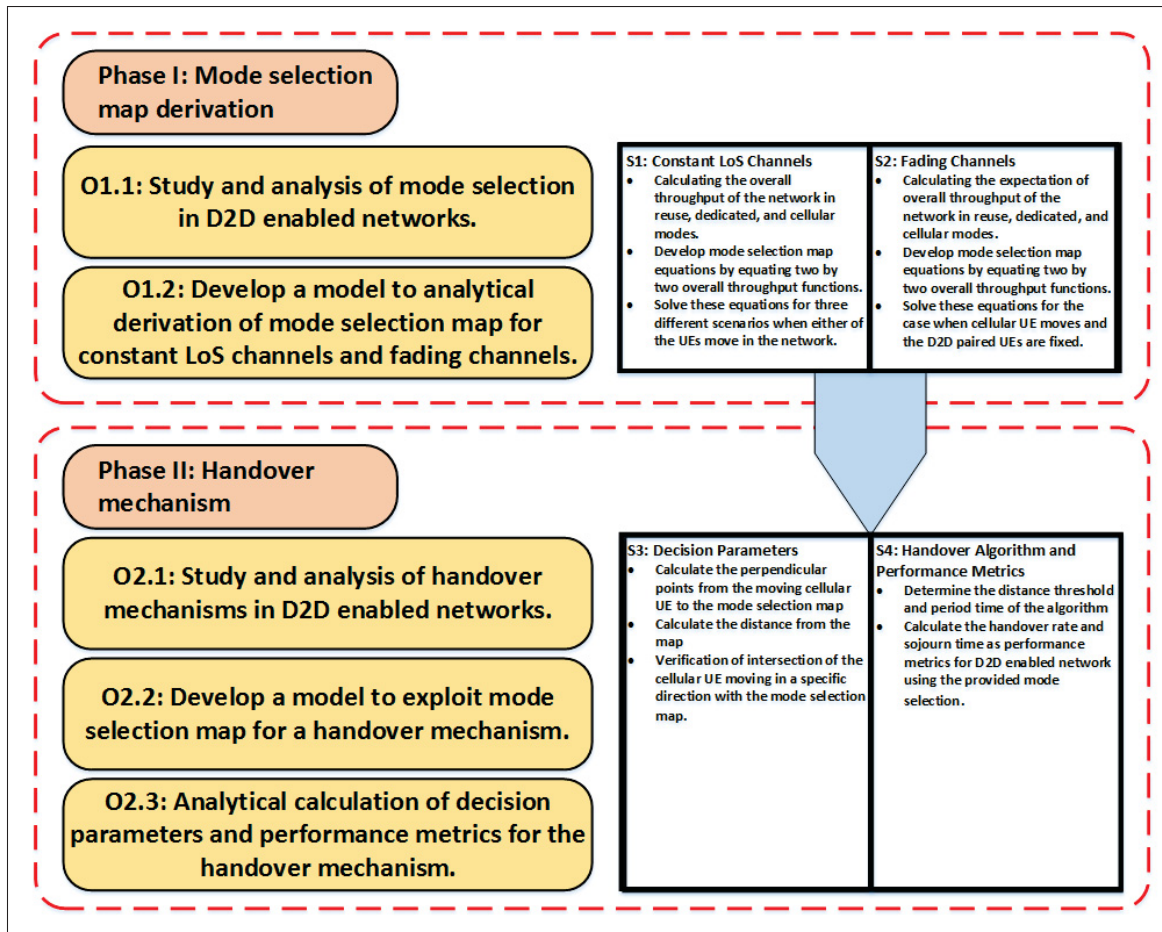 Phase I: Mode selection
map derivation
O1.1: Study and analysis of mode selection
in D2D enabled networks.
O1.2: Develop a model to analytical
derivation of mode selection map for
constant LoS channels and fading channels.
S1: Constant LoS Channels
• Calculating the overall
throughput of the network in
reuse, dedicated, and cellular
modes.
• Develop mode selection map
equations by equating two by
two overall throughput functions.
• Solve these equations for three
different scenarios when either of
the UEs move in the network.
S2: Fading Channels
• Calculating the expectation of
overall throughput of the
network in reuse, dedicated, and
cellular modes.
• Develop mode selection map
equations by equating two by
two overall throughput functions.
• Solve these equations for the
case when cellular UE moves and
the D2D paired UEs are fixed.
Phase II: Handover
mechanism
O2.1: Study and analysis of handover
mechanisms in D2D enabled networks.
O2.2: Develop a model to exploit mode
selection map for a handover mechanism.
O2.3: Analytical calculation of decision
parameters and performance metrics for the
handover mechanism.
S3: Decision Parameters
• Calculate the perpendicular
points from the moving cellular
UE to the mode selection map
• Calculate the distance from the
map
• Verification of intersection of the
cellular UE moving in a specific
direction with the mode selection
map.
S4: Handover Algorithm and
Performance Metrics
• Determine the distance threshold
and period time of the algorithm
• Calculate the handover rate and
sojourn time as performance
metrics for D2D enabled network
using the provided mode
selection.